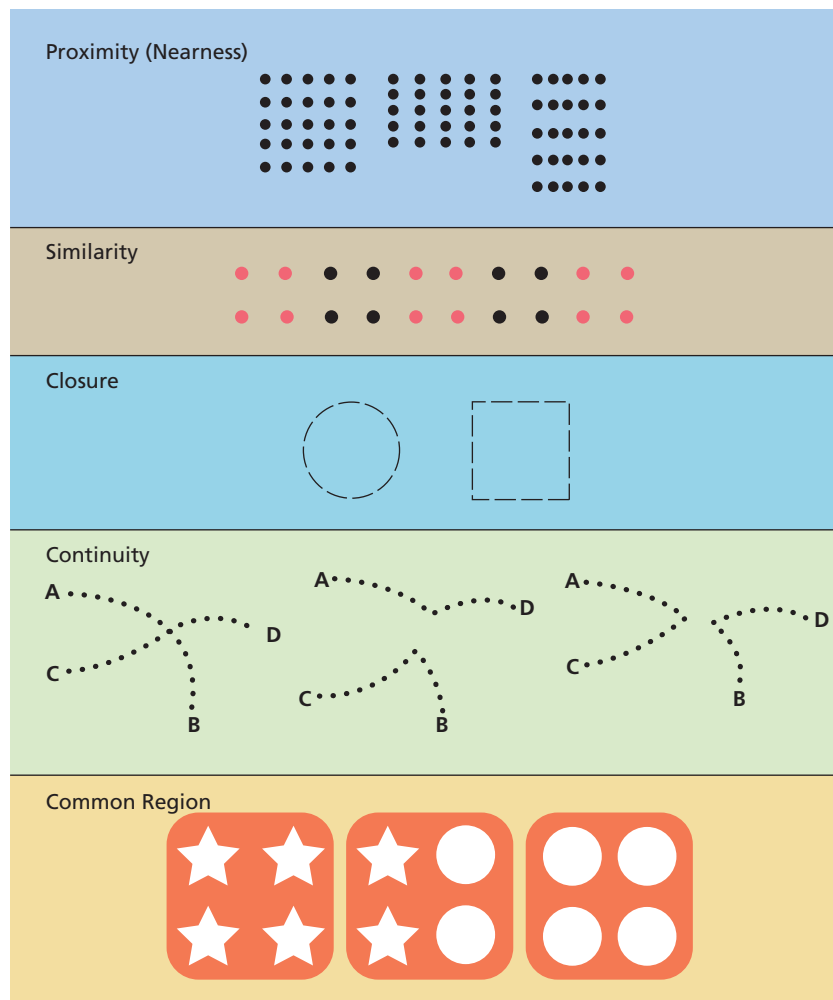 Proximity (Nearness)
Similarity
Closure
Continuity
A
D
C
B
A
D
C
B
A
D
C
B
Common Region